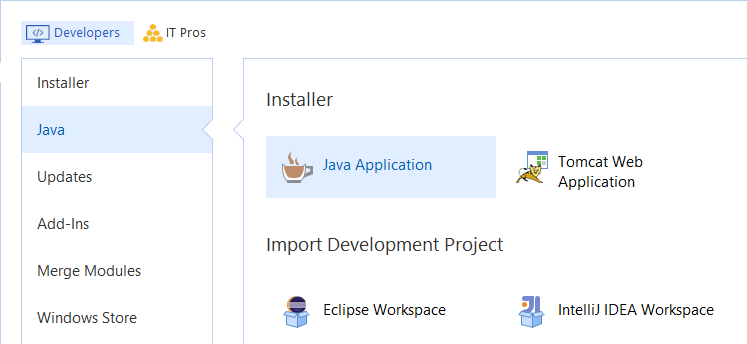 Developers IT Pros
Installer
Java
Updates
Add-Ins
Merge Modules
Windows Store
Installer
Java Application
Tomcat Web
Application
Import Development Project
Eclipse Workspace
IntelliJ IDEA Workspace